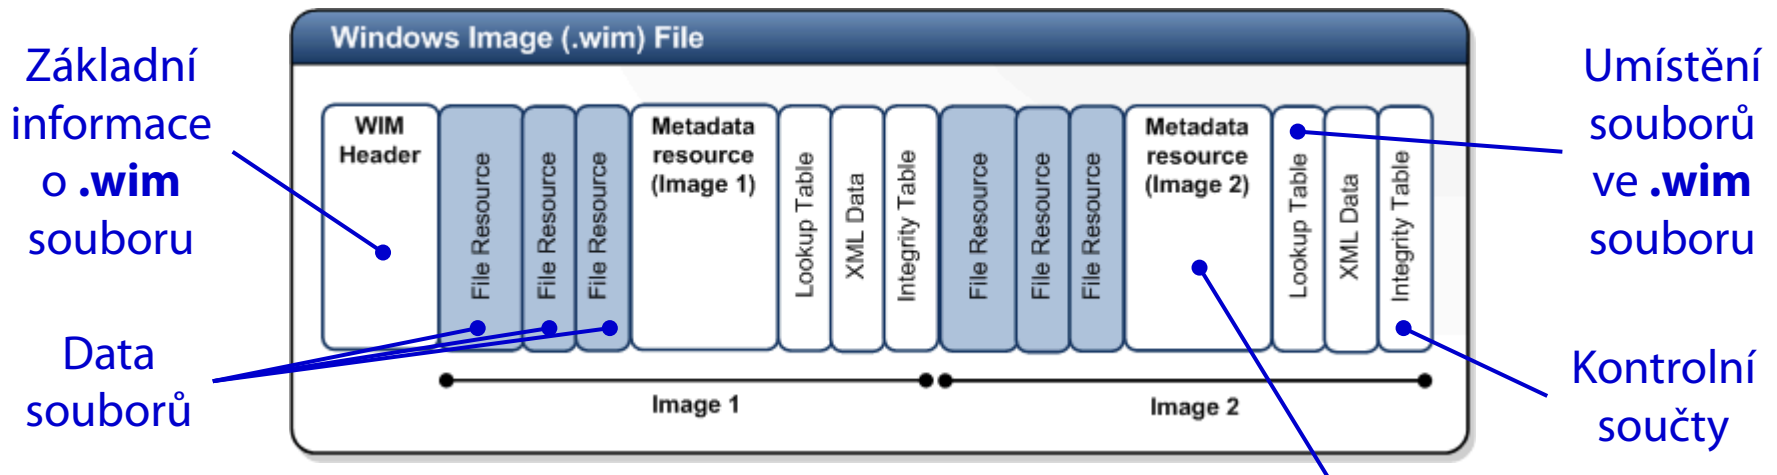 Windows Image (.wim) File
Základní
informace
o .wim
souboru
Data
souborů
WIM
Header
File Resource
File Resource
File Resource
Metadata
resource
(Image 1)
Lookup Table
XML Data
Integrity Table
File Resource
File Resource
File Resource
Metadata
resource
(Image 2)
Lookup Table
XML Data
Integrity Table
Image 1
Image 2
Umístění
souborů
ve .wim
souboru
Kontrolní
součty